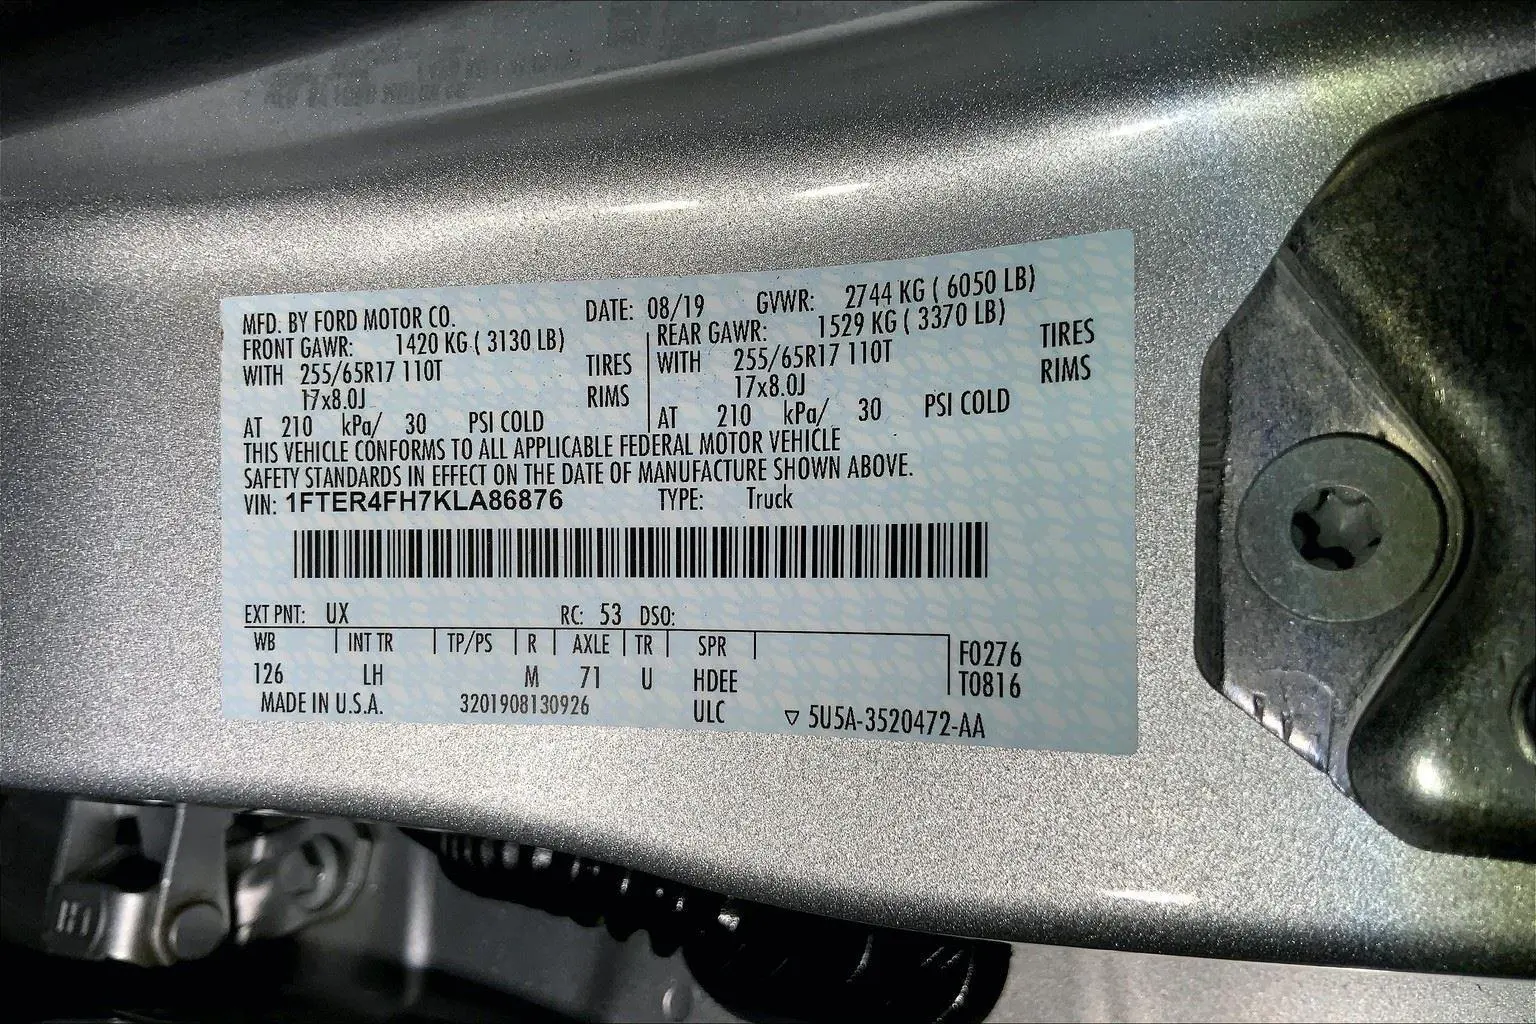 MFD. BY FORD MOTOR CO. DATE: 08/19 GVWR: 2744 KG ( 6050 LB)
FRONT GAWR: 1420 KG ( 3130 LB) REAR GAWR: 1529 KG ( 3370 LB)
WITH 255/65R17 110T TIRES WITH 255/65R17 110T TIRES
17x8.0J RIMS 17x8.0J RIMS
AT 210 kPa/ 30 PSI COLD AT 210 kPa/ 30 PSI COLD
THIS VEHICLE CONFORMS TO ALL APPLICABLE FEDERAL MOTOR VEHICLE
SAFETY STANDARDS IN EFFECT ON THE DATE OF MANUFACTURE SHOWN ABOVE.
VIN: 1FTER4FH7KLA86876 TYPE: Truck
EXT PNT: UX RC: 53 DSO:
WB INT TR TP/PS R AXLE TR SPR F0276
126 LH M 71 U HDEE T0816
MADE IN U.S.A. 3201908130926 ULC ▽ 5U5A-3520472-AA